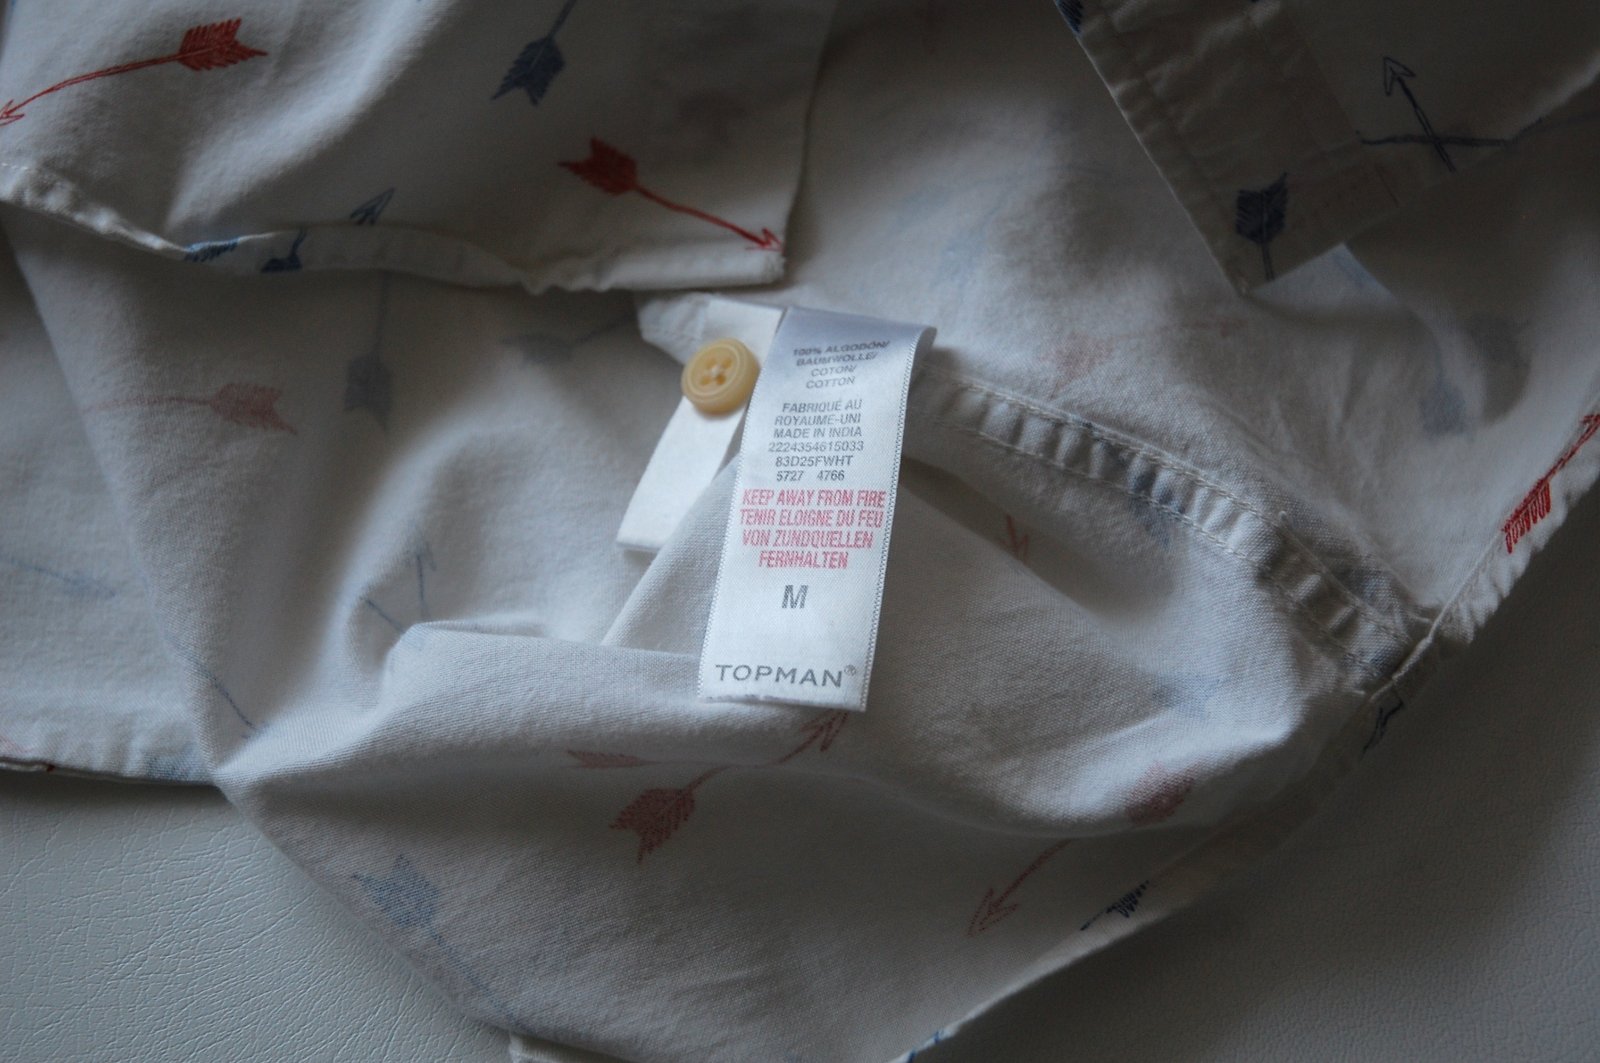 100% ALGODÓN/
BAUMWOLLE/
COTON/
COTTON
FABRIQUÉ AU
ROYAUME-UNI
MADE IN INDIA
2224354615033
83D25FWHT
5727 4766
KEEP AWAY FROM FIRE
TENIR ELOIGNE DU FEU
VON ZUNDQUELLEN
FERNHALTEN
M
TOPMAN®